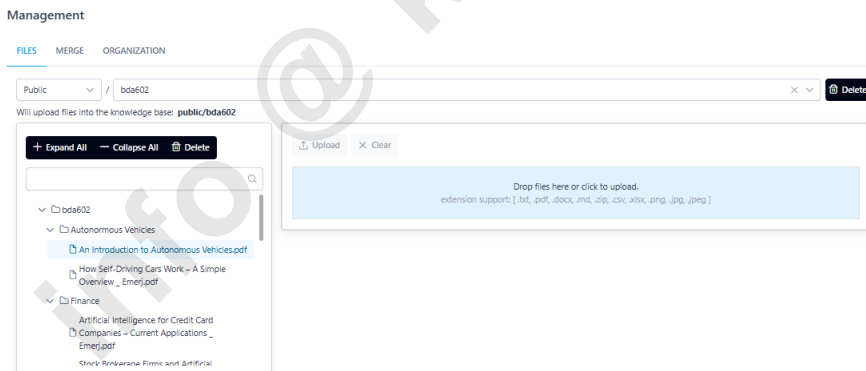 Management
FILES MERGE ORGANIZATION
Public / bda602 Delete
Will upload files into the knowledge base: public/bda602
Expand All Collapse All Delete
Upload Clear
Drop files here or click to upload.
extension support: [ .txt, .pdf, .docx, .md, .zip, .csv, .xlsx, .png, .jpg, .jpeg ]
bda602
Autonormous Vehicles
An Introduction to Autonomous Vehicles.pdf
How Self-Driving Cars Work – A Simple
Overview _ Emerj.pdf
Finance
Artificial Intelligence for Credit Card
Companies – Current Applications _
Emerj.pdf
Stock Brokerage Firms and Artificial
info @